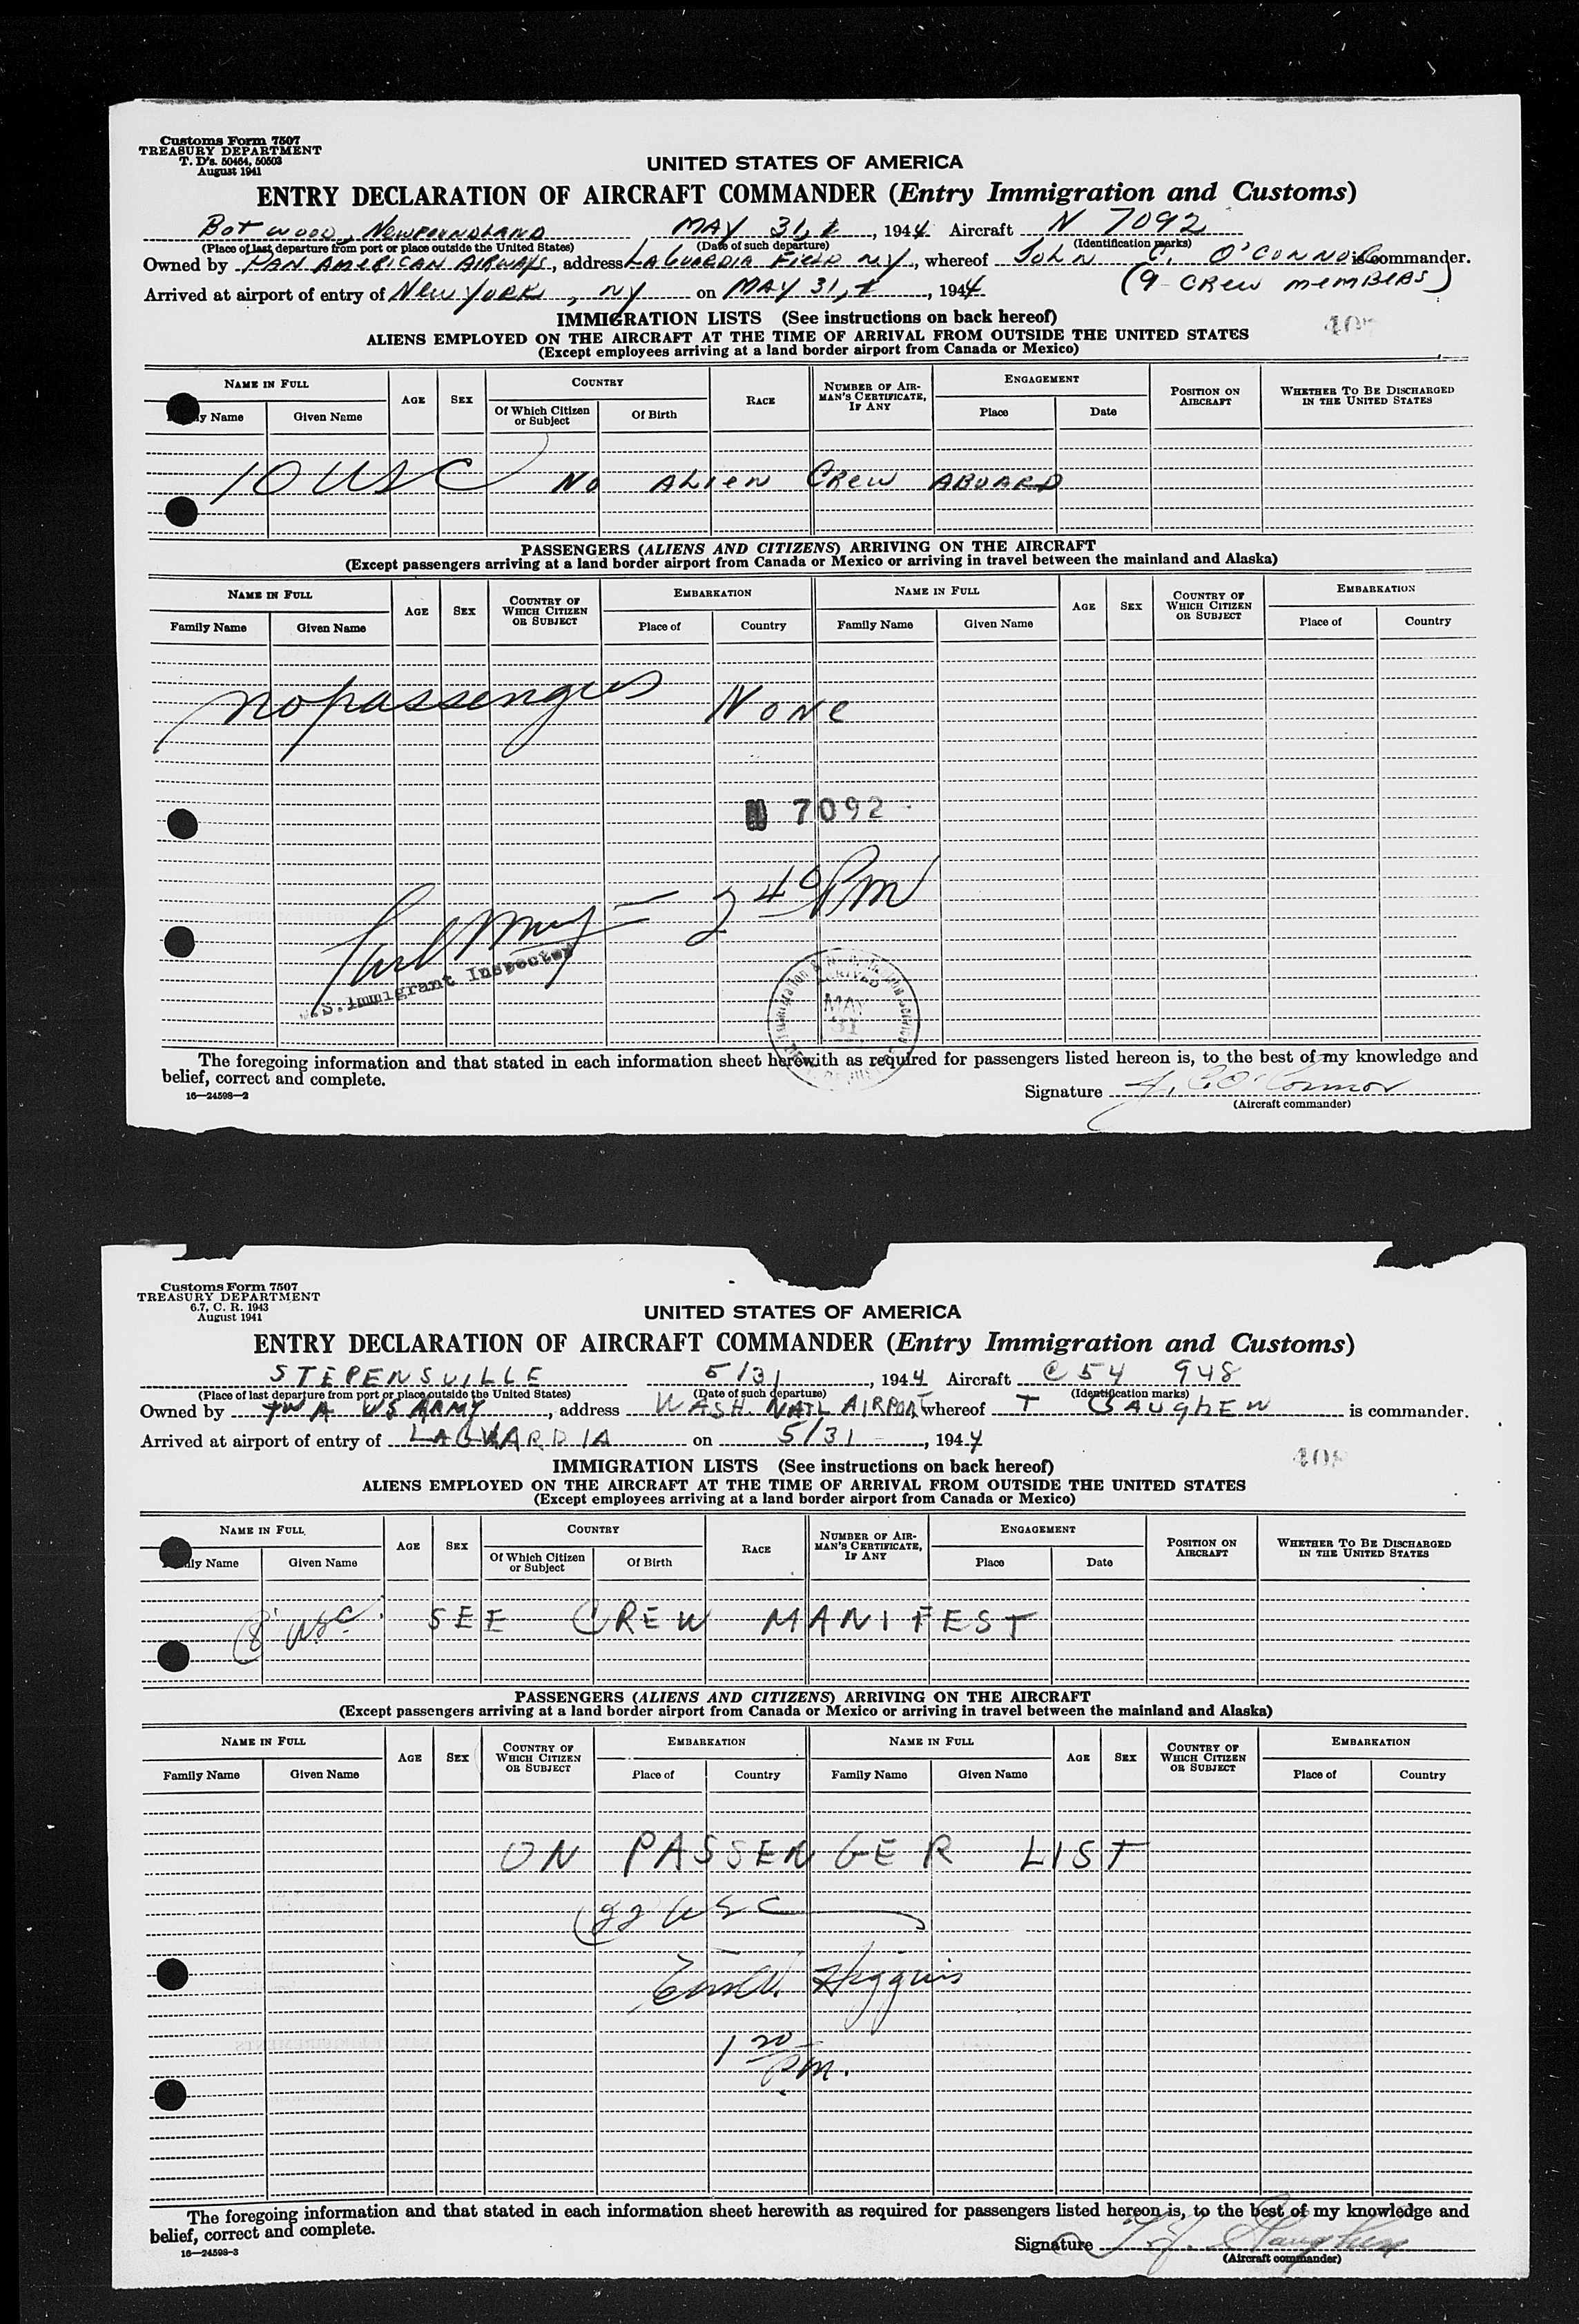 Customs Form 7507
TREASURY DEPARTMENT
T. D's. 50464, 50503
August 1941
UNITED STATES OF AMERICA
ENTRY DECLARATION OF AIRCRAFT COMMANDER (Entry Immigration and Customs)
Botwood, Newfoundland MAY 31, 1944 Aircraft N 7092
(Place of last departure from port or place outside the United States) (Date of such departure) (Identification marks)
Owned by PAN AMERICAN AIRWAYS, address LA GUARDIA FIELD NY, whereof JOHN C. O'CONNOR is commander.
Arrived at airport of entry of NEW YORK, NY on MAY 31, 1944 (9 CREW MEMBERS)
IMMIGRATION LISTS (See instructions on back hereof)
ALIENS EMPLOYED ON THE AIRCRAFT AT THE TIME OF ARRIVAL FROM OUTSIDE THE UNITED STATES
(Except employees arriving at a land border airport from Canada or Mexico)
NAME IN FULL AGE SEX COUNTRY RACE NUMBER OF AIRMAN'S CERTIFICATE, IF ANY ENGAGEMENT POSITION ON AIRCRAFT WHETHER TO BE DISCHARGED IN THE UNITED STATES
ly Name Given Name Of Which Citizen or Subject Of Birth Place Date
10 USC No ALIEN CREW ABOARD
PASSENGERS (ALIENS AND CITIZENS) ARRIVING ON THE AIRCRAFT
(Except passengers arriving at a land border airport from Canada or Mexico or arriving in travel between the mainland and Alaska)
NAME IN FULL AGE SEX COUNTRY OF WHICH CITIZEN OR SUBJECT EMBARKATION NAME IN FULL AGE SEX COUNTRY OF WHICH CITIZEN OR SUBJECT EMBARKATION
Family Name Given Name Place of Country Family Name Given Name Place of Country
no passengers None
7092
2 40 PM
.S. Immigrant Inspector
ARRIVED
MAY
31
The foregoing information and that stated in each information sheet herewith as required for passengers listed hereon is, to the best of my knowledge and
belief, correct and complete.
Signature J. C. O'Connor
16—24598-2 (Aircraft commander)
Customs Form 7507
TREASURY DEPARTMENT
6.7, C. R. 1943
August 1941
UNITED STATES OF AMERICA
ENTRY DECLARATION OF AIRCRAFT COMMANDER (Entry Immigration and Customs)
STEPENSVILLE 5/31, 1944 Aircraft C 54 948
(Place of last departure from port or place outside the United States) (Date of such departure) (Identification marks)
Owned by TWA US ARMY, address WASH. NATL AIRPORT whereof T GAUGHEN is commander.
Arrived at airport of entry of LAGUARDIA on 5/31, 1944
IMMIGRATION LISTS (See instructions on back hereof)
ALIENS EMPLOYED ON THE AIRCRAFT AT THE TIME OF ARRIVAL FROM OUTSIDE THE UNITED STATES
(Except employees arriving at a land border airport from Canada or Mexico)
NAME IN FULL AGE SEX COUNTRY RACE NUMBER OF AIRMAN'S CERTIFICATE, IF ANY ENGAGEMENT POSITION ON AIRCRAFT WHETHER TO BE DISCHARGED IN THE UNITED STATES
ly Name Given Name Of Which Citizen or Subject Of Birth Place Date
8 usc. SEE CREW MANIFEST
PASSENGERS (ALIENS AND CITIZENS) ARRIVING ON THE AIRCRAFT
(Except passengers arriving at a land border airport from Canada or Mexico or arriving in travel between the mainland and Alaska)
NAME IN FULL AGE SEX COUNTRY OF WHICH CITIZEN OR SUBJECT EMBARKATION NAME IN FULL AGE SEX COUNTRY OF WHICH CITIZEN OR SUBJECT EMBARKATION
Family Name Given Name Place of Country Family Name Given Name Place of Country
ON PASSENGER LIST
22 USC
Higgins
1 20 pm.
The foregoing information and that stated in each information sheet herewith as required for passengers listed hereon is, to the best of my knowledge and
belief, correct and complete.
Signature
16—24598-3 (Aircraft commander)